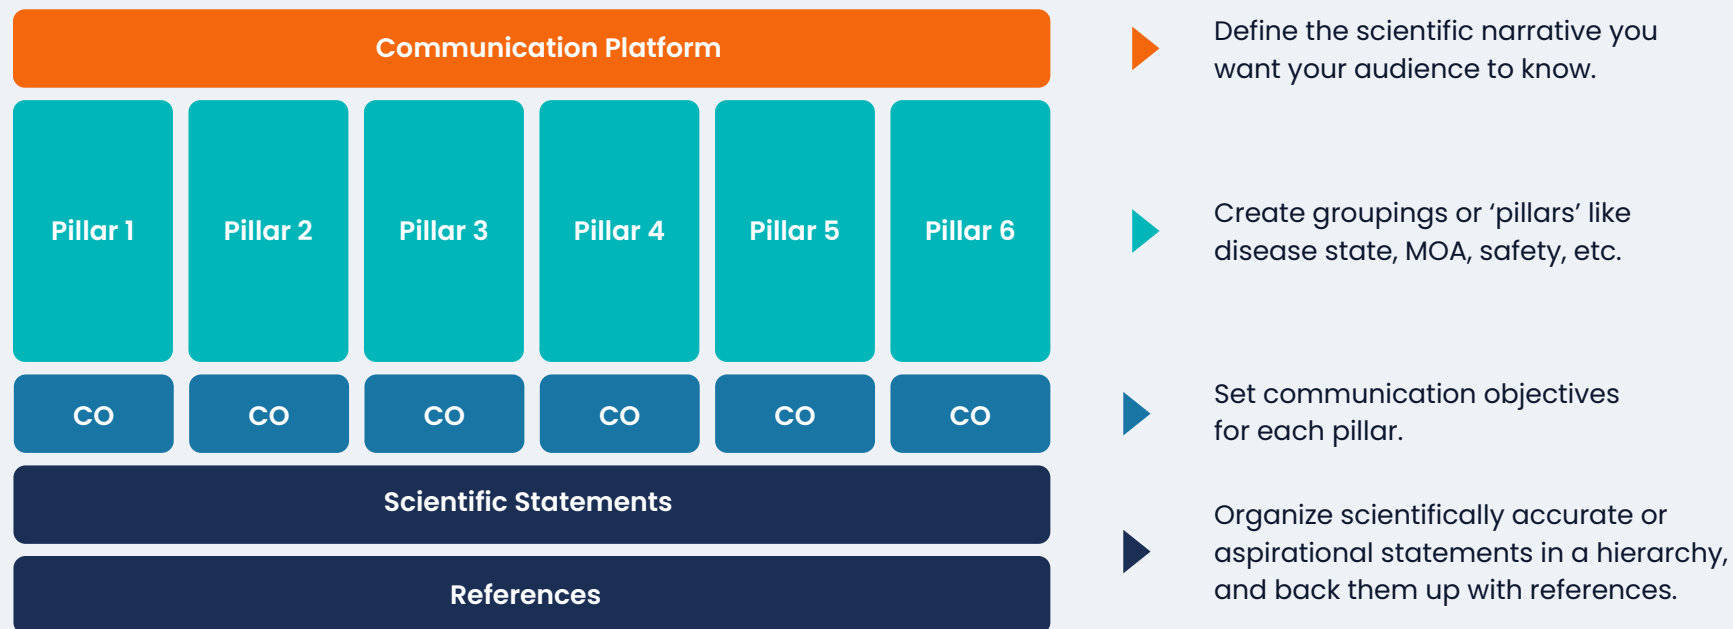 Communication Platform
Define the scientific narrative you
want your audience to know.
Pillar 1
Pillar 2
Pillar 3
Pillar 4
Pillar 5
Pillar 6
Create groupings or ‘pillars’ like
disease state, MOA, safety, etc.
CO
CO
CO
CO
CO
CO
Set communication objectives
for each pillar.
Scientific Statements
References
Organize scientifically accurate or
aspirational statements in a hierarchy,
and back them up with references.